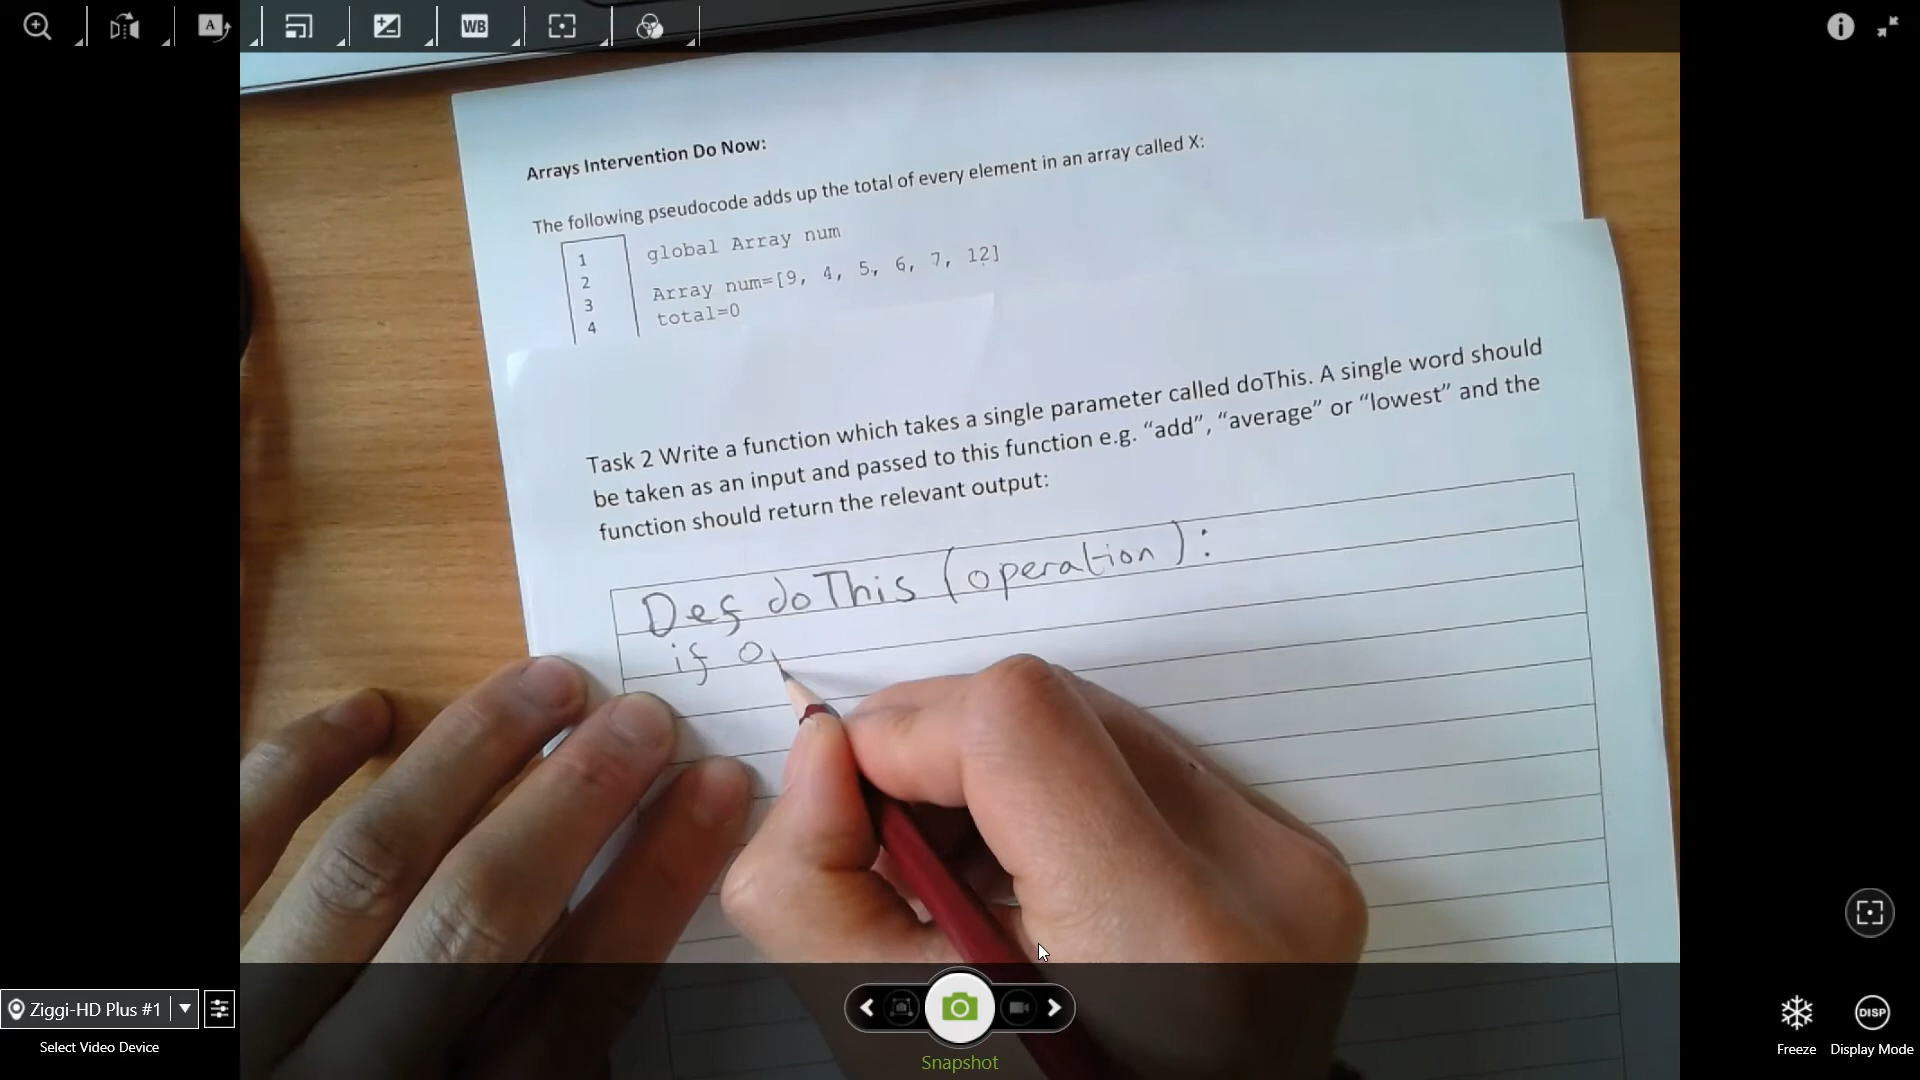 A
WB
Arrays Intervention Do Now:
The following pseudocode adds up the total of every element in an array called X:
1 global Array num
2
3 Array num=[9, 4, 5, 6, 7, 12]
4 total=0
Task 2 Write a function which takes a single parameter called doThis. A single word should
be taken as an input and passed to this function e.g. “add”, “average” or “lowest” and the
function should return the relevant output:
Def doThis (operation):
if o
Ziggi-HD Plus #1
Select Video Device
Snapshot
Freeze
DISP
Display Mode